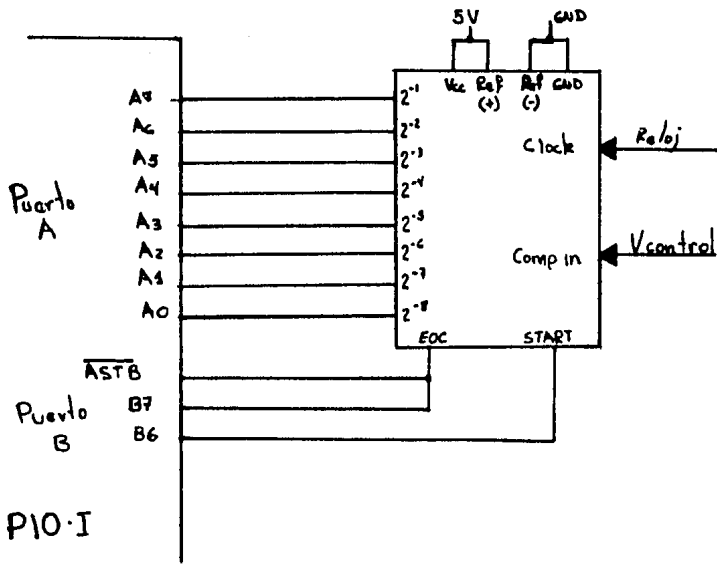 5V
GND
Vcc Ref (+) Ref (-) GND
A7 2⁻¹
A6 2⁻²
A5 2⁻³
A4 2⁻⁴
A3 2⁻⁵
A2 2⁻⁶
A1 2⁻⁷
A0 2⁻⁸
Puerto
A
Clock
Reloj
Comp in
Vcontrol
EOC
START
A̅S̅T̅B̅
Puerto
B
B7
B6
PIO·I